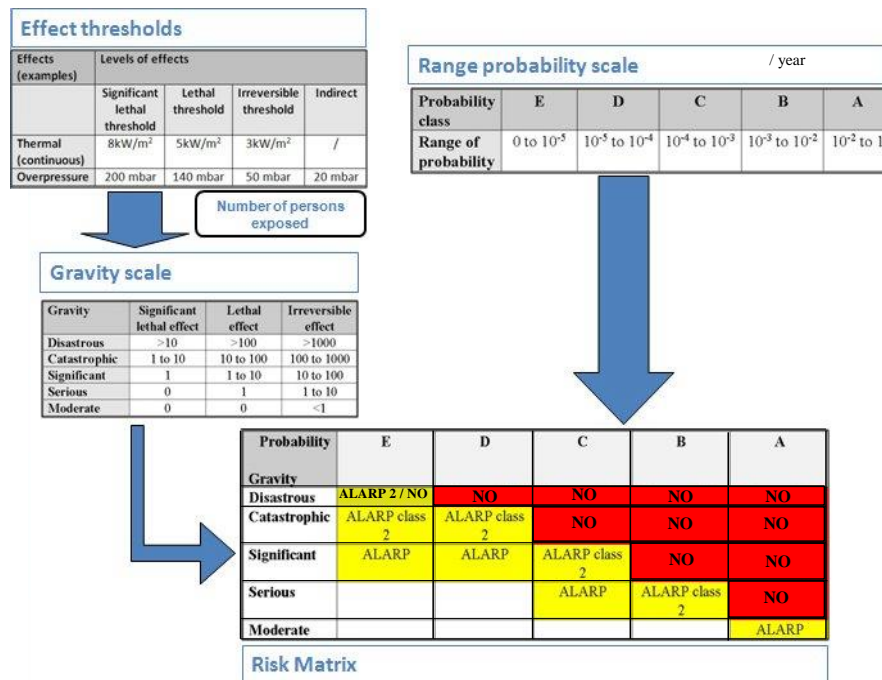 Effect thresholds
Effects (examples) Levels of effects
Significant lethal threshold Lethal threshold Irreversible threshold Indirect
Thermal (continuous) 8kW/m² 5kW/m² 3kW/m² /
Overpressure 200 mbar 140 mbar 50 mbar 20 mbar
Number of persons
exposed
Range probability scale / year
Probability class E D C B A
Range of probability 0 to 10⁻⁵ 10⁻⁵ to 10⁻⁴ 10⁻⁴ to 10⁻³ 10⁻³ to 10⁻² 10⁻² to 1
Gravity scale
Gravity Significant lethal effect Lethal effect Irreversible effect
Disastrous >10 >100 >1000
Catastrophic 1 to 10 10 to 100 100 to 1000
Significant 1 1 to 10 10 to 100
Serious 0 1 1 to 10
Moderate 0 0 <1
Probability E D C B A
Gravity
Disastrous ALARP 2 / NO NO NO NO NO
Catastrophic ALARP class 2 ALARP class 2 NO NO NO
Significant ALARP ALARP ALARP class 2 NO NO
Serious ALARP ALARP class 2 NO
Moderate ALARP
Risk Matrix